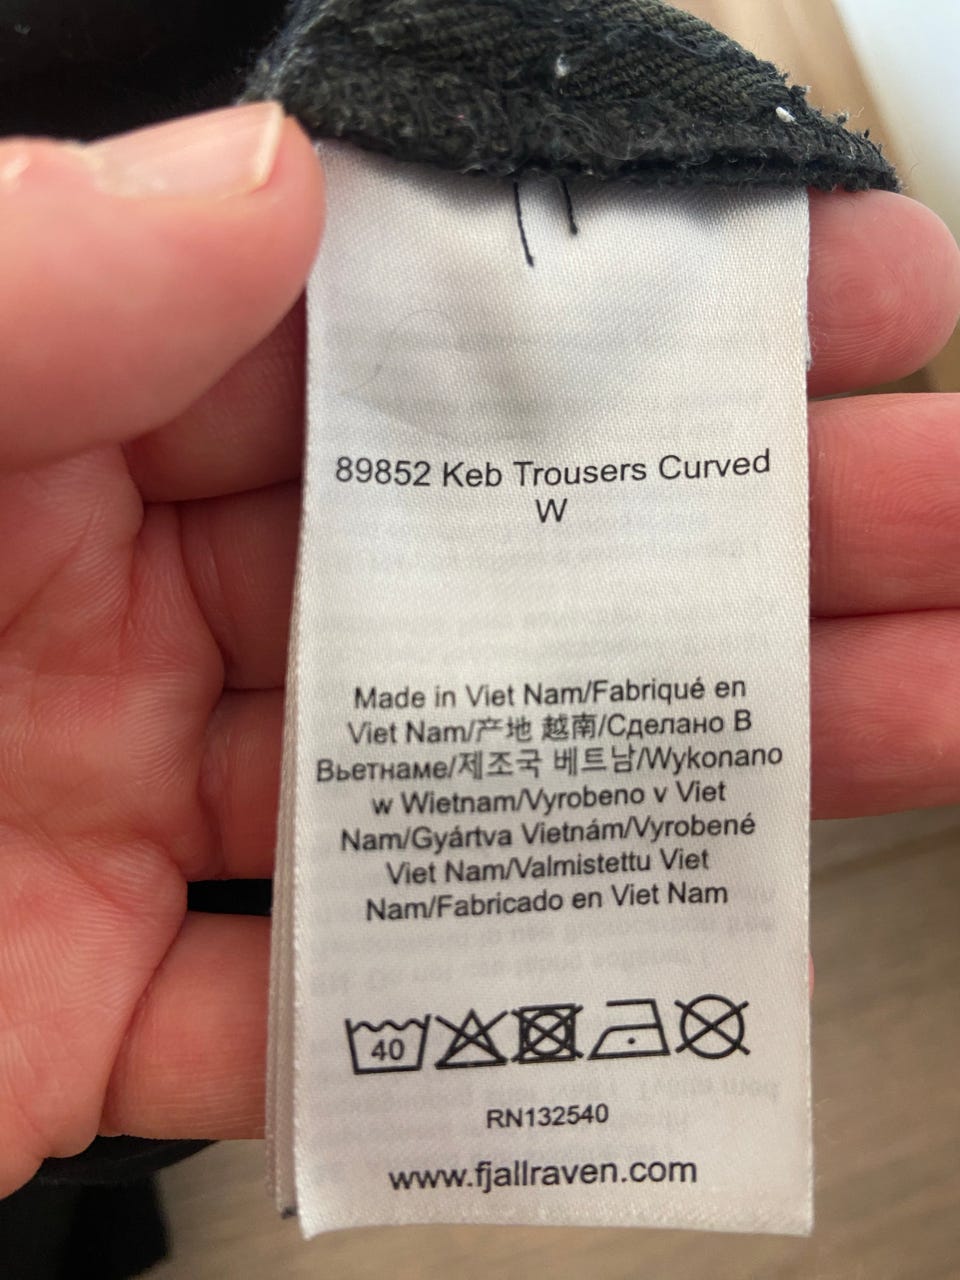 89852 Keb Trousers Curved
W
Made in Viet Nam/Fabriqué en
Viet Nam/产地 越南/Сделано В
Вьетнаме/제조국 베트남/Wykonano
w Wietnam/Vyrobeno v Viet
Nam/Gyártva Vietnám/Vyrobené
Viet Nam/Valmistettu Viet
Nam/Fabricado en Viet Nam
40
RN132540
www.fjallraven.com